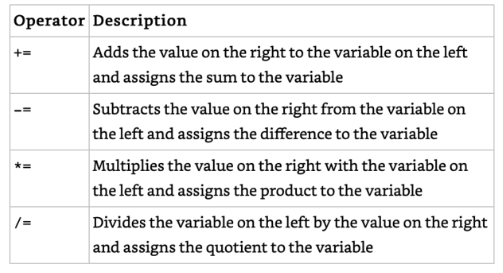 Operator Description
+= Adds the value on the right to the variable on the left
and assigns the sum to the variable
-= Subtracts the value on the right from the variable on
the left and assigns the difference to the variable
*= Multiplies the value on the right with the variable on
the left and assigns the product to the variable
/= Divides the variable on the left by the value on the right
and assigns the quotient to the variable